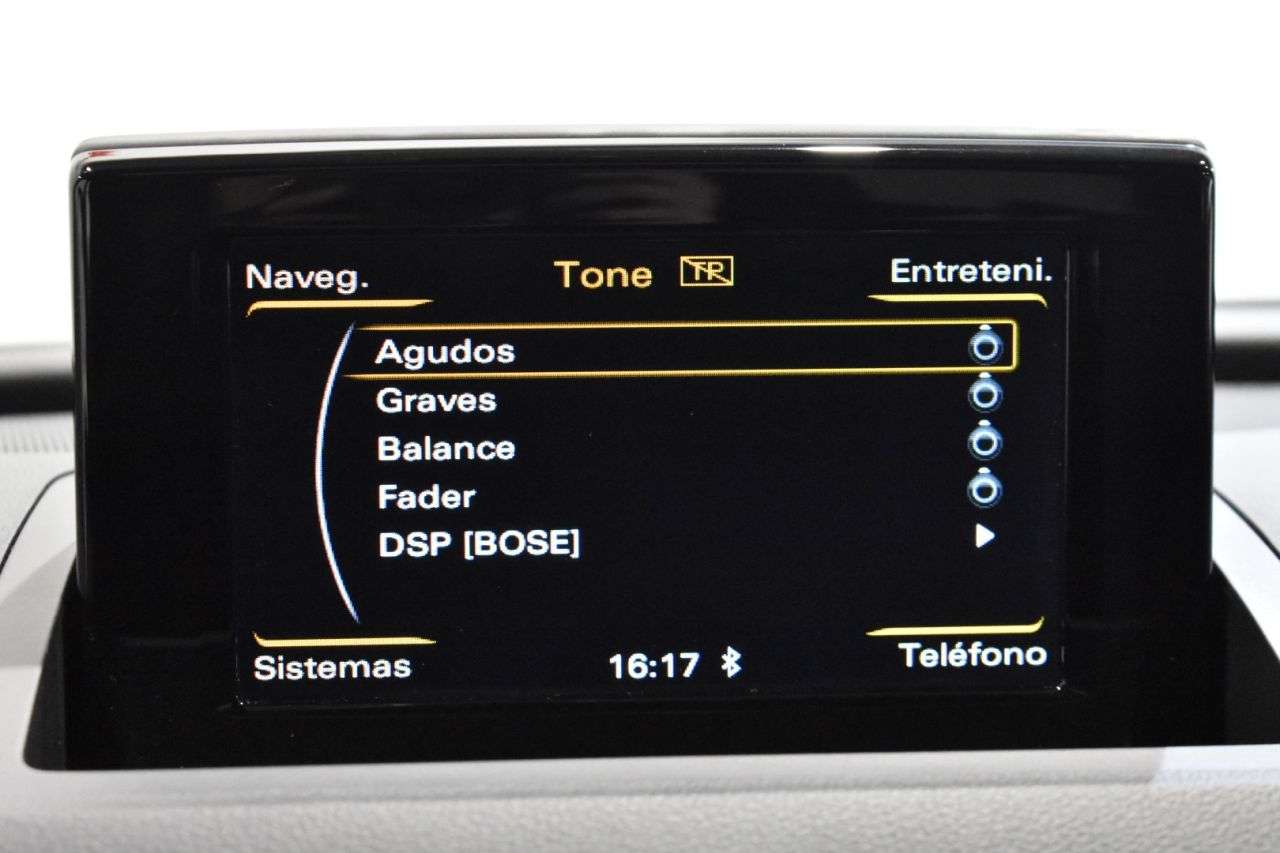 Naveg. Tone TP Entreteni.
Agudos
Graves
Balance
Fader
DSP [BOSE]
Sistemas 16:17 Teléfono